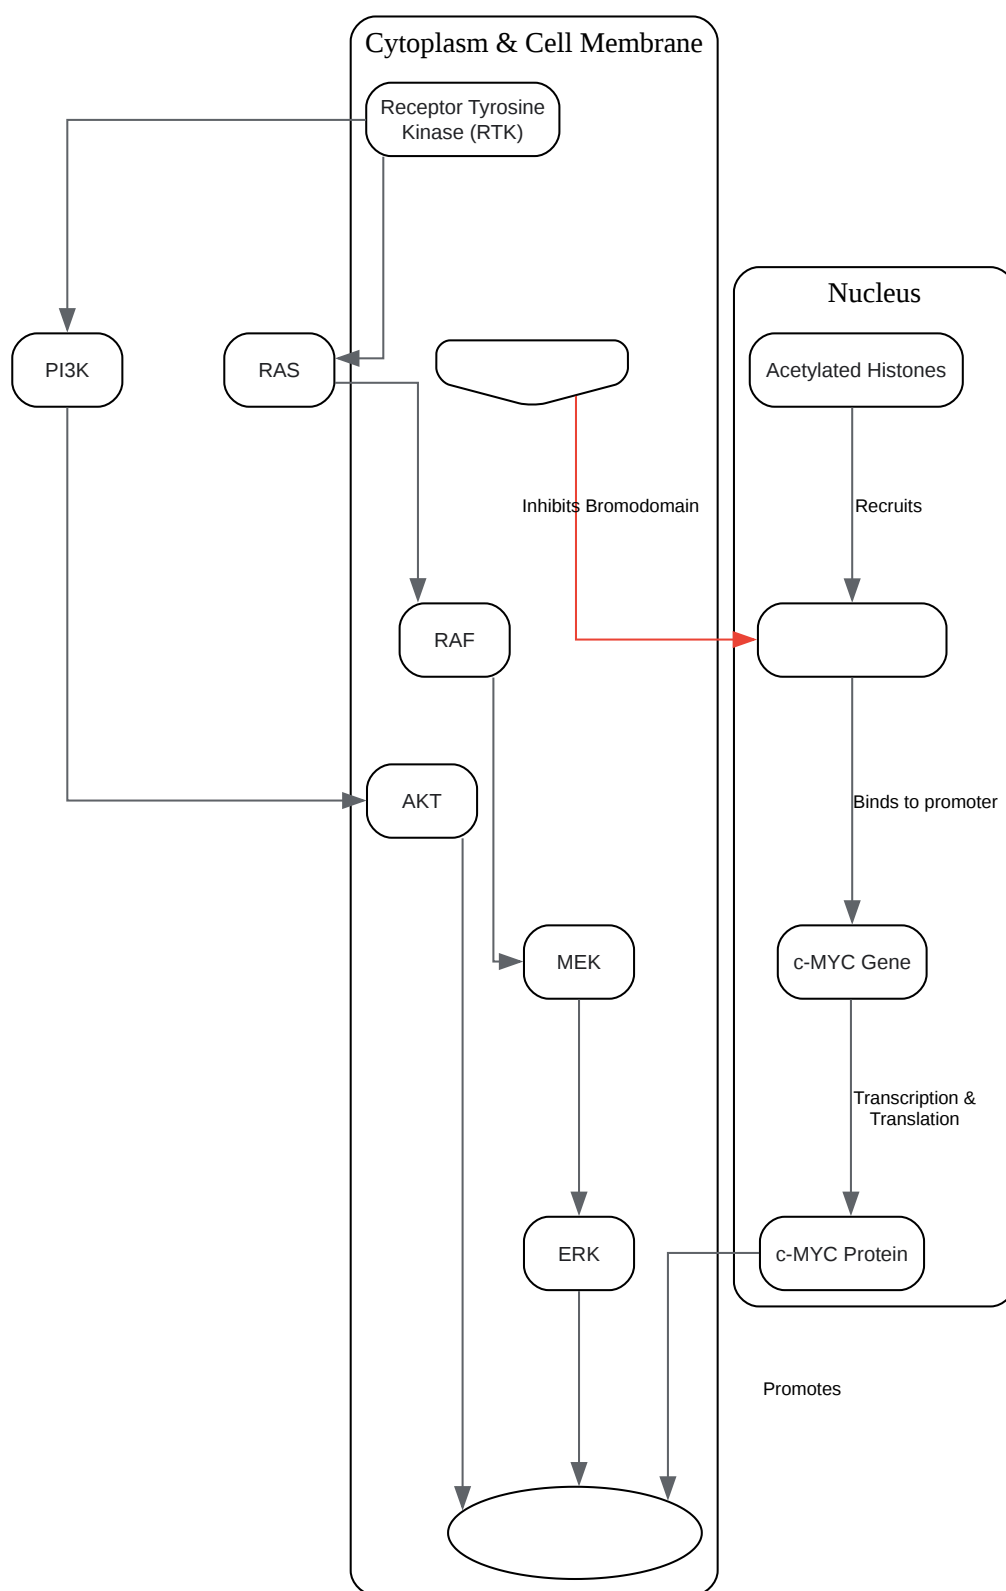 Cytoplasm & Cell Membrane
Receptor Tyrosine
Kinase (RTK)
Nucleus
PI3K
RAS
Acetylated Histones
Inhibits Bromodomain
Recruits
RAF
AKT
Binds to promoter
MEK
c-MYC Gene
Transcription &
Translation
ERK
c-MYC Protein
Promotes